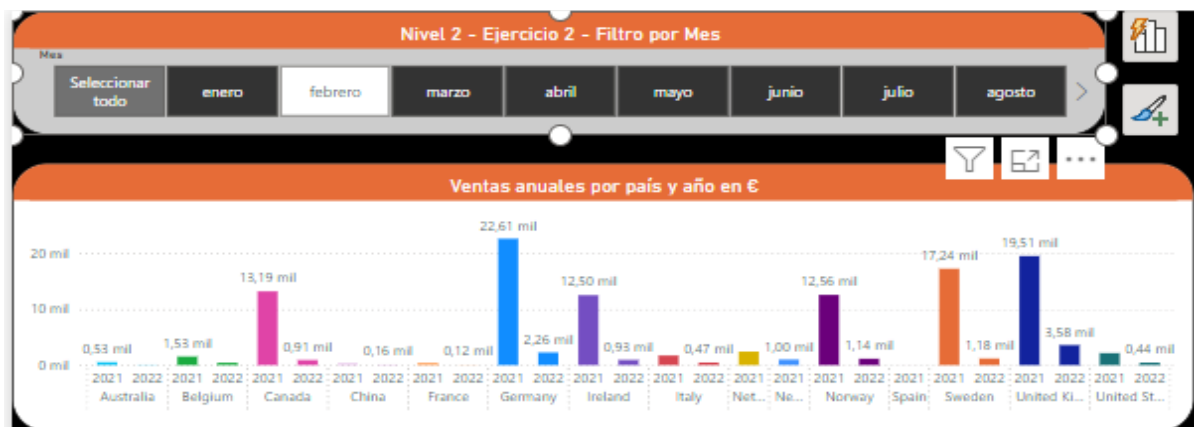 Nivel 2 - Ejercicio 2 - Filtro por Mes
Mes
Seleccionar todo enero febrero marzo abril mayo junio julio agosto
Ventas anuales por país y año en €
22,61 mil
20 mil 19,51 mil
17,24 mil
13,19 mil 12,50 mil 12,56 mil
10 mil
0,53 mil 1,53 mil 0,91 mil 0,16 mil 0,12 mil 2,26 mil 0,93 mil 0,47 mil 1,00 mil 1,14 mil 1,18 mil 3,58 mil 0,44 mil
0 mil
2021 2022 2021 2022 2021 2022 2021 2022 2021 2022 2021 2022 2021 2022 2021 2022 2021 2021 2021 2022 2021 2021 2022 2021 2022 2021 2022
Australia Belgium Canada China France Germany Ireland Italy Net... Ne... Norway Spain Sweden United Ki... United St...